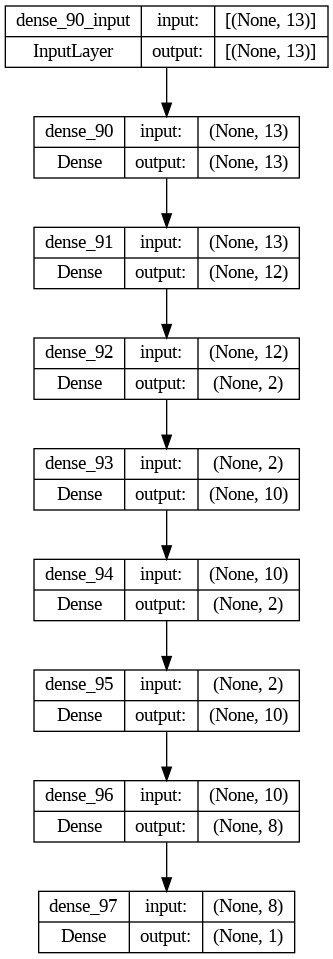 dense_90_input input: [(None, 13)]
InputLayer output: [(None, 13)]
dense_90 input: (None, 13)
Dense output: (None, 13)
dense_91 input: (None, 13)
Dense output: (None, 12)
dense_92 input: (None, 12)
Dense output: (None, 2)
dense_93 input: (None, 2)
Dense output: (None, 10)
dense_94 input: (None, 10)
Dense output: (None, 2)
dense_95 input: (None, 2)
Dense output: (None, 10)
dense_96 input: (None, 10)
Dense output: (None, 8)
dense_97 input: (None, 8)
Dense output: (None, 1)